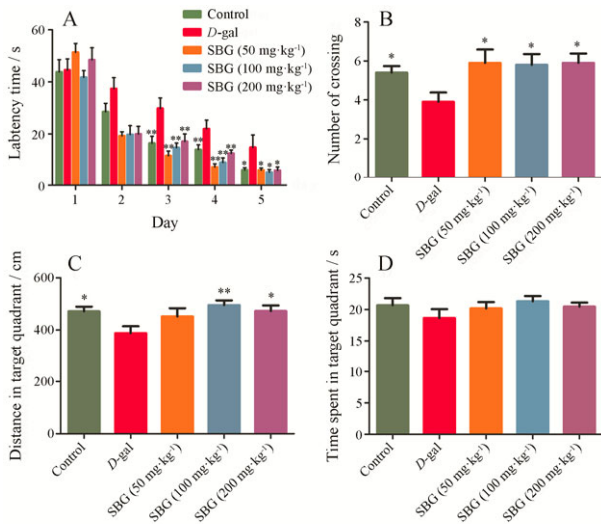 A
Control
D-gal
SBG (50 mg·kg⁻¹)
SBG (100 mg·kg⁻¹)
SBG (200 mg·kg⁻¹)
Labtency time / s
60
40
20
0
** ** ** ** ** ** ** ** * * * *
1 2 3 4 5
Day
B
Number of crossing
8
6
4
2
0
* * * *
Control
D-gal
SBG (50 mg·kg⁻¹)
SBG (100 mg·kg⁻¹)
SBG (200 mg·kg⁻¹)
C
Distance in target quadrant / cm
600
400
200
0
* ** *
Control
D-gal
SBG (50 mg·kg⁻¹)
SBG (100 mg·kg⁻¹)
SBG (200 mg·kg⁻¹)
D
Time spent in target quadrant / s
25
20
15
10
5
0
Control
D-gal
SBG (50 mg·kg⁻¹)
SBG (100 mg·kg⁻¹)
SBG (200 mg·kg⁻¹)